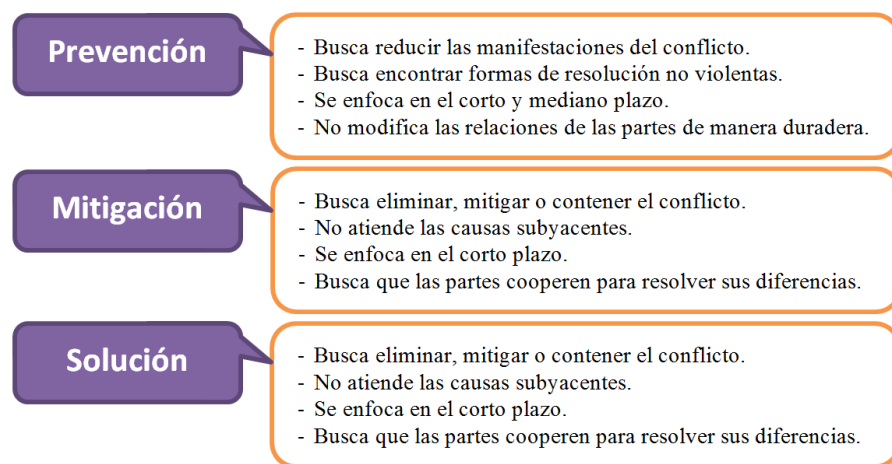 Prevención
- Busca reducir las manifestaciones del conflicto.
- Busca encontrar formas de resolución no violentas.
- Se enfoca en el corto y mediano plazo.
- No modifica las relaciones de las partes de manera duradera.
Mitigación
- Busca eliminar, mitigar o contener el conflicto.
- No atiende las causas subyacentes.
- Se enfoca en el corto plazo.
- Busca que las partes cooperen para resolver sus diferencias.
Solución
- Busca eliminar, mitigar o contener el conflicto.
- No atiende las causas subyacentes.
- Se enfoca en el corto plazo.
- Busca que las partes cooperen para resolver sus diferencias.